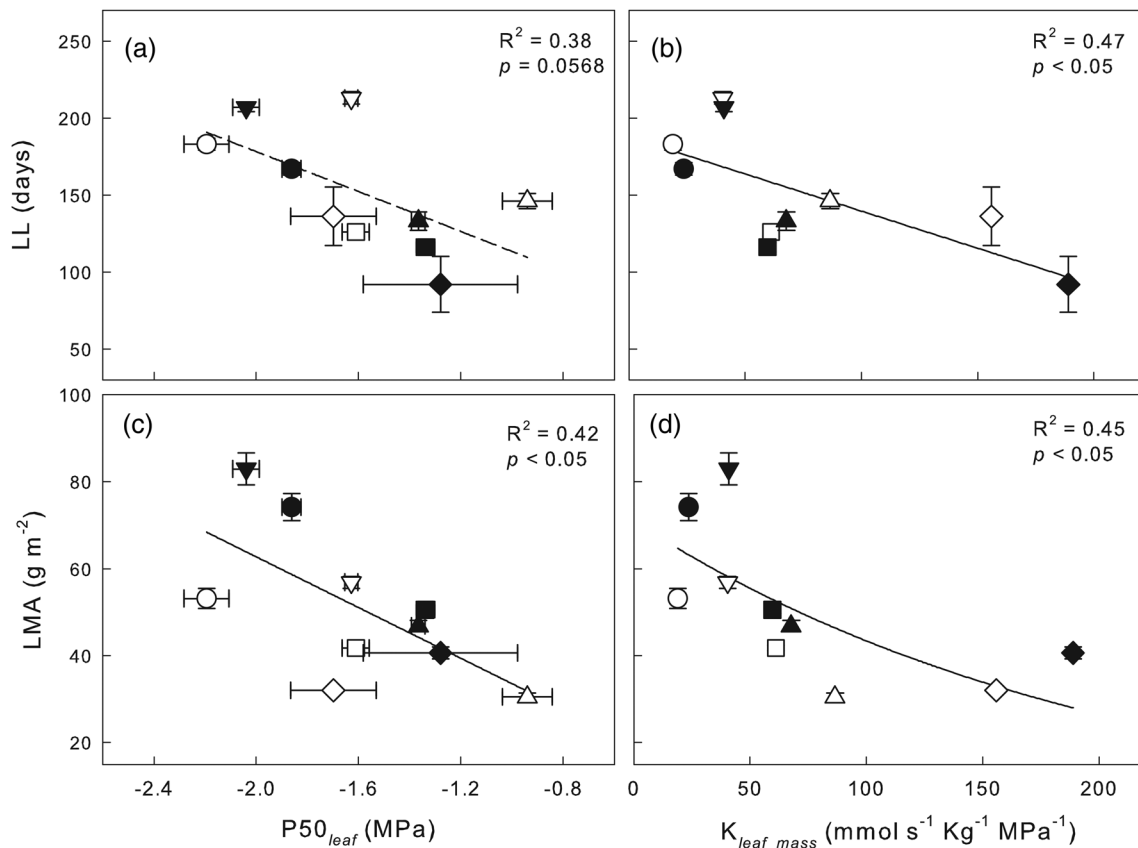 (a)
R² = 0.38
p = 0.0568
(b)
R² = 0.47
p < 0.05
250
200
150
100
50
LL (days)
(c)
R² = 0.42
p < 0.05
(d)
R² = 0.45
p < 0.05
100
80
60
40
20
LMA (g m⁻²)
-2.4 -2.0 -1.6 -1.2 -0.8
0 50 100 150 200
P50leaf (MPa)
Kleaf_mass (mmol s⁻¹ Kg⁻¹ MPa⁻¹)